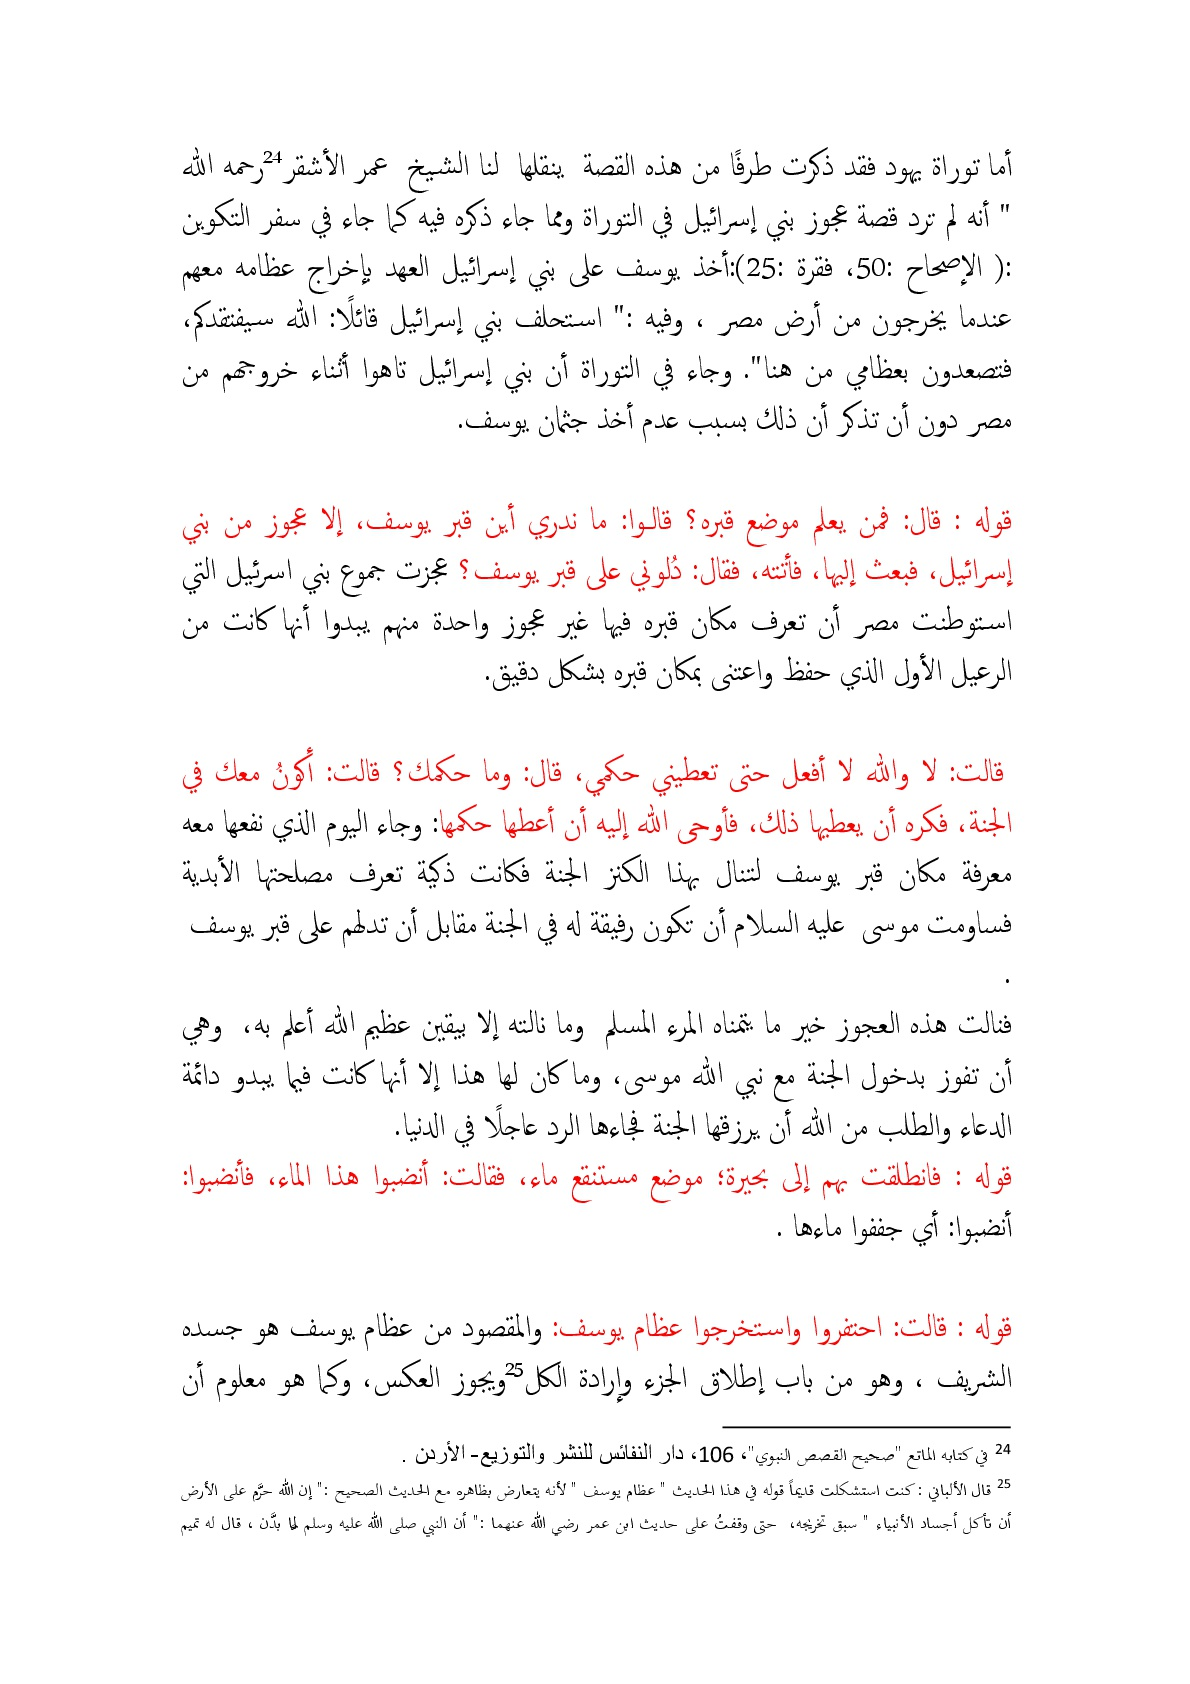 أما توراة يهود فقد ذكرت طرفًا من هذه القصة ينقلها لنا الشيخ عمر الأشقر24رحمه الله
" أنه لم ترد قصة عجوز بني إسرائيل في التوراة ومما جاء ذكره فيه كما جاء في سفر التكوين
:( الإصحاح :50، فقرة :25):أخذ يوسف على بني إسرائيل العهد بإخراج عظامه معهم
عندما يخرجون من أرض مصر ، وفيه :" استحلف بني إسرائيل قائلًا: الله سيفتقدكم،
فتصعدون بعظامي من هنا". وجاء في التوراة أن بني إسرائيل تاهوا أثناء خروجهم من
مصر دون أن تذكر أن ذلك بسبب عدم أخذ جثمان يوسف.
قوله : قال: فمن يعلم موضع قبره؟ قالوا: ما ندري أين قبر يوسف، إلا عجوز من بني
إسرائيل، فبعث إليها، فأتته، فقال: دُلوني على قبر يوسف؟ عجزت جموع بني اسرئيل التي
استوطنت مصر أن تعرف مكان قبره فيها غير عجوز واحدة منهم يبدوا أنها كانت من
الرعيل الأول الذي حفظ واعتنى بمكان قبره بشكل دقيق.
قالت: لا والله لا أفعل حتى تعطيني حكمي، قال: وما حكمك؟ قالت: أَكونُ معك في
الجنة، فكره أن يعطيها ذلك، فأوحى الله إليه أن أعطها حكمها: وجاء اليوم الذي نفعها معه
معرفة مكان قبر يوسف لتنال بهذا الكنز الجنة فكانت ذكية تعرف مصلحتها الأبدية
فساومت موسى عليه السلام أن تكون رفيقة له في الجنة مقابل أن تدلهم على قبر يوسف
.
فنالت هذه العجوز خير ما يتمناه المرء المسلم وما نالته إلا بيقين عظيم الله أعلم به، وهي
أن تفوز بدخول الجنة مع نبي الله موسى، وما كان لها هذا إلا أنها كانت فيما يبدو دائمة
الدعاء والطلب من الله أن يرزقها الجنة فجاءها الرد عاجلًا في الدنيا.
قوله : فانطلقت بهم إلى بحيرة؛ موضع مستنقع ماء، فقالت: أنضبوا هذا الماء، فأنضبوا:
أنضبوا: أي جففوا ماءها .
قوله : قالت: احتفروا واستخرجوا عظام يوسف: والمقصود من عظام يوسف هو جسده
الشريف ، وهو من باب إطلاق الجزء وإرادة الكل25ويجوز العكس، وكما هو معلوم أن
24 في كتابه الماتع "صحيح القصص النبوي"، 106، دار النفائس للنشر والتوزيع- الأردن .
25 قال الألباني : كنت استشكلت قديماً قوله في هذا الحديث " عظام يوسف " لأنه يتعارض بظاهره مع الحديث الصحيح :" إن الله حرَّم على الأرض
أن تأكل أجساد الأنبياء " سبق تخريجه، حتى وقفتُ على حديث ابن عمر رضي الله عنهما :" أن النبي صلى الله عليه وسلم لما بدَّن ، قال له تميم